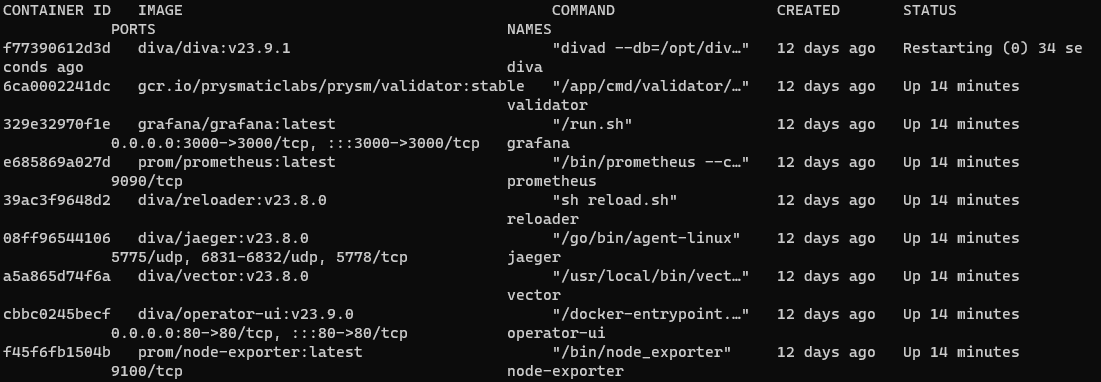 CONTAINER ID   IMAGE                                         COMMAND                  CREATED       STATUS
            PORTS                                       NAMES
f77390612d3d   diva/diva:v23.9.1                             "divad --db=/opt/div…"   12 days ago   Restarting (0) 34 se
conds ago                                               diva
6ca0002241dc   gcr.io/prysmaticlabs/prysm/validator:stable   "/app/cmd/validator/…"   12 days ago   Up 14 minutes
                                                        validator
329e32970f1e   grafana/grafana:latest                        "/run.sh"                12 days ago   Up 14 minutes
            0.0.0.0:3000->3000/tcp, :::3000->3000/tcp   grafana
e685869a027d   prom/prometheus:latest                        "/bin/prometheus --c…"   12 days ago   Up 14 minutes
            9090/tcp                                    prometheus
39ac3f9648d2   diva/reloader:v23.8.0                         "sh reload.sh"           12 days ago   Up 14 minutes
                                                        reloader
08ff96544106   diva/jaeger:v23.8.0                           "/go/bin/agent-linux"    12 days ago   Up 14 minutes
            5775/udp, 6831-6832/udp, 5778/tcp           jaeger
a5a865d74f6a   diva/vector:v23.8.0                           "/usr/local/bin/vect…"   12 days ago   Up 14 minutes
                                                        vector
cbbc0245becf   diva/operator-ui:v23.9.0                      "/docker-entrypoint.…"   12 days ago   Up 14 minutes
            0.0.0.0:80->80/tcp, :::80->80/tcp           operator-ui
f45f6fb1504b   prom/node-exporter:latest                     "/bin/node_exporter"     12 days ago   Up 14 minutes
            9100/tcp                                    node-exporter